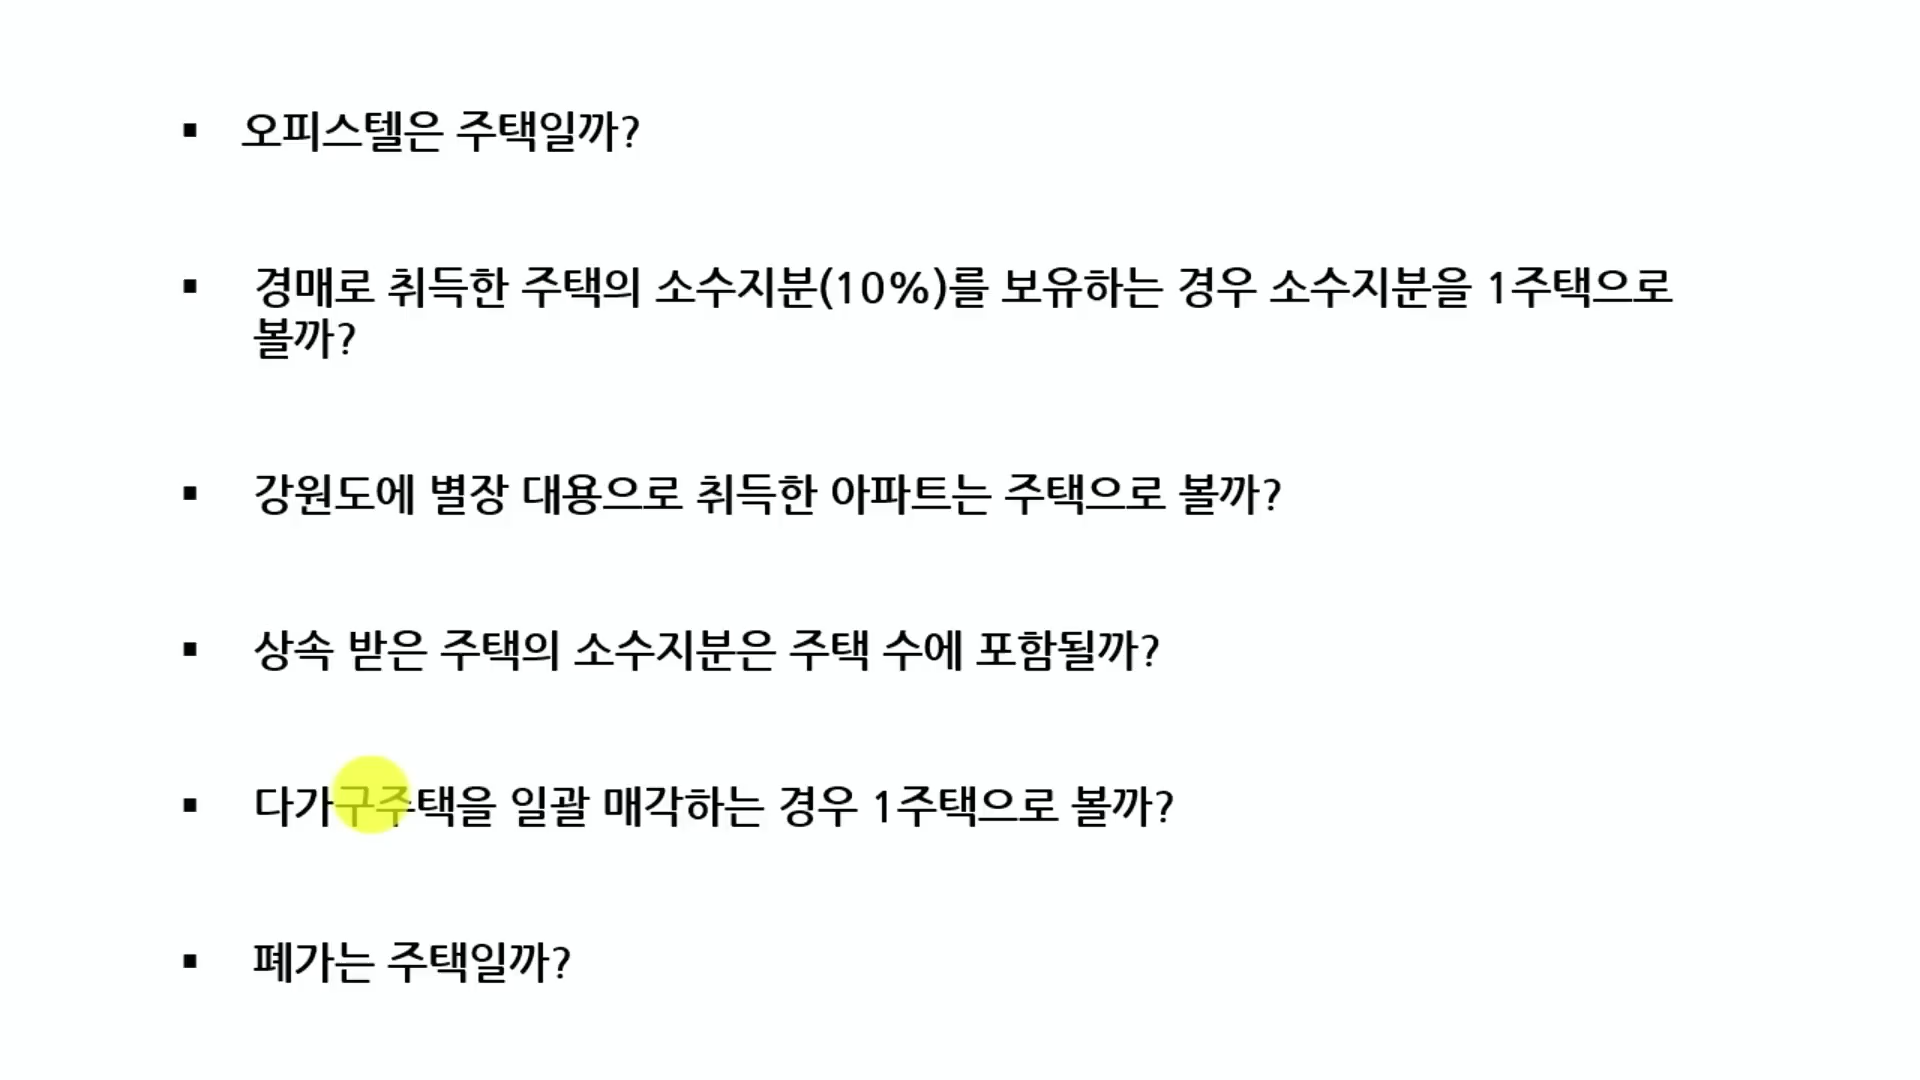 ▪ 오피스텔은 주택일까?
▪ 경매로 취득한 주택의 소수지분(10%)를 보유하는 경우 소수지분을 1주택으로
볼까?
▪ 강원도에 별장 대용으로 취득한 아파트는 주택으로 볼까?
▪ 상속 받은 주택의 소수지분은 주택 수에 포함될까?
▪ 다가구주택을 일괄 매각하는 경우 1주택으로 볼까?
▪ 폐가는 주택일까?